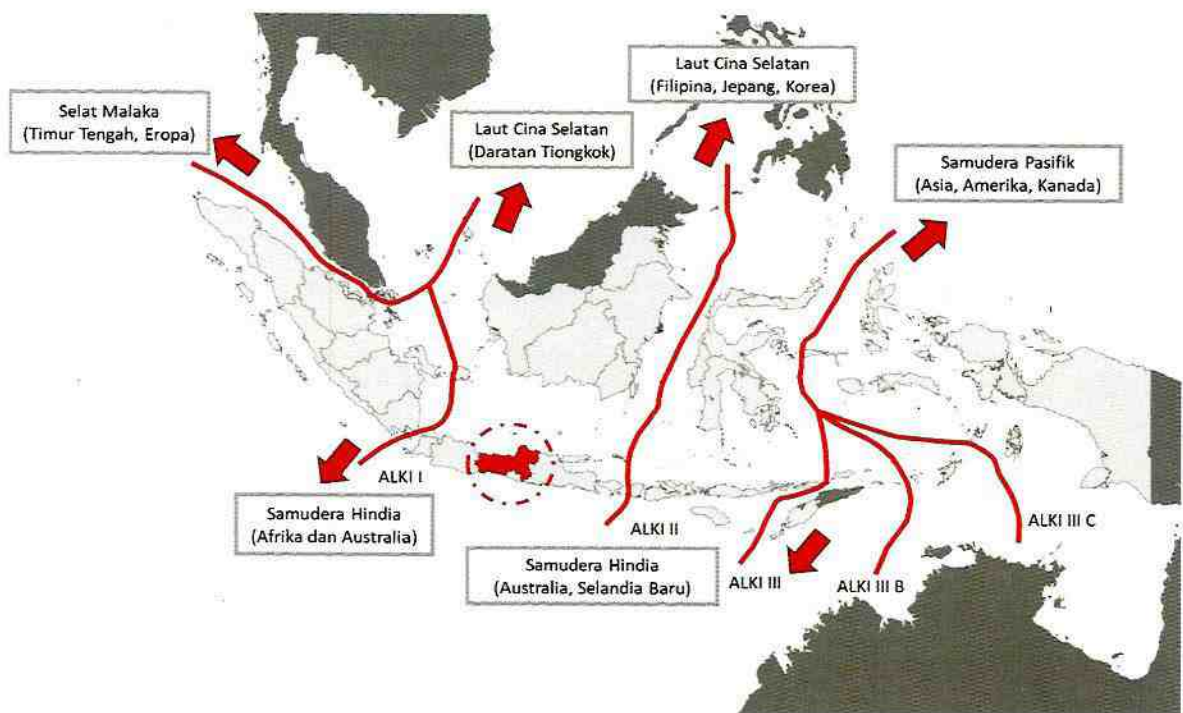 Laut Cina Selatan
(Filipina, Jepang, Korea)
Selat Malaka
(Timur Tengah, Eropa)
Laut Cina Selatan
(Daratan Tiongkok)
Samudera Pasifik
(Asia, Amerika, Kanada)
ALKI I
Samudera Hindia
(Afrika dan Australia)
ALKI II
ALKI III C
Samudera Hindia
(Australia, Selandia Baru)
ALKI III
ALKI III B